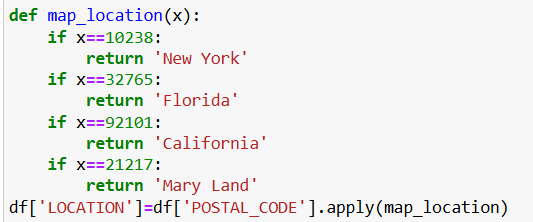 def map_location(x):
    if x==10238:
        return 'New York'
    if x==32765:
        return 'Florida'
    if x==92101:
        return 'California'
    if x==21217:
        return 'Mary Land'
df['LOCATION']=df['POSTAL_CODE'].apply(map_location)